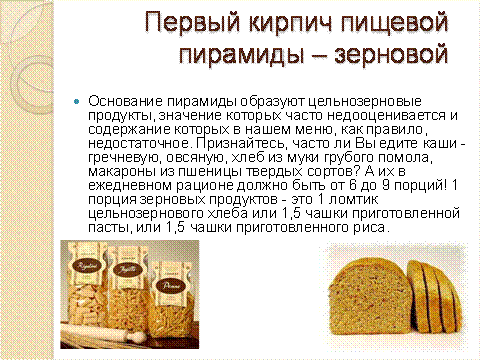 Первый кирпич пищевой
пирамиды – зерновой
Основание пирамиды образуют цельнозерновые
продукты, значение которых часто недооценивается и
содержание которых в нашем меню, как правило,
недостаточное. Признайтесь, часто ли Вы едите каши -
гречневую, овсяную, хлеб из муки грубого помола,
макароны из пшеницы твердых сортов? А их в
ежедневном рационе должно быть от 6 до 9 порций! 1
порция зерновых продуктов - это 1 ломтик
цельнозернового хлеба или 1,5 чашки приготовленной
пасты, или 1,5 чашки приготовленного риса.
Penne